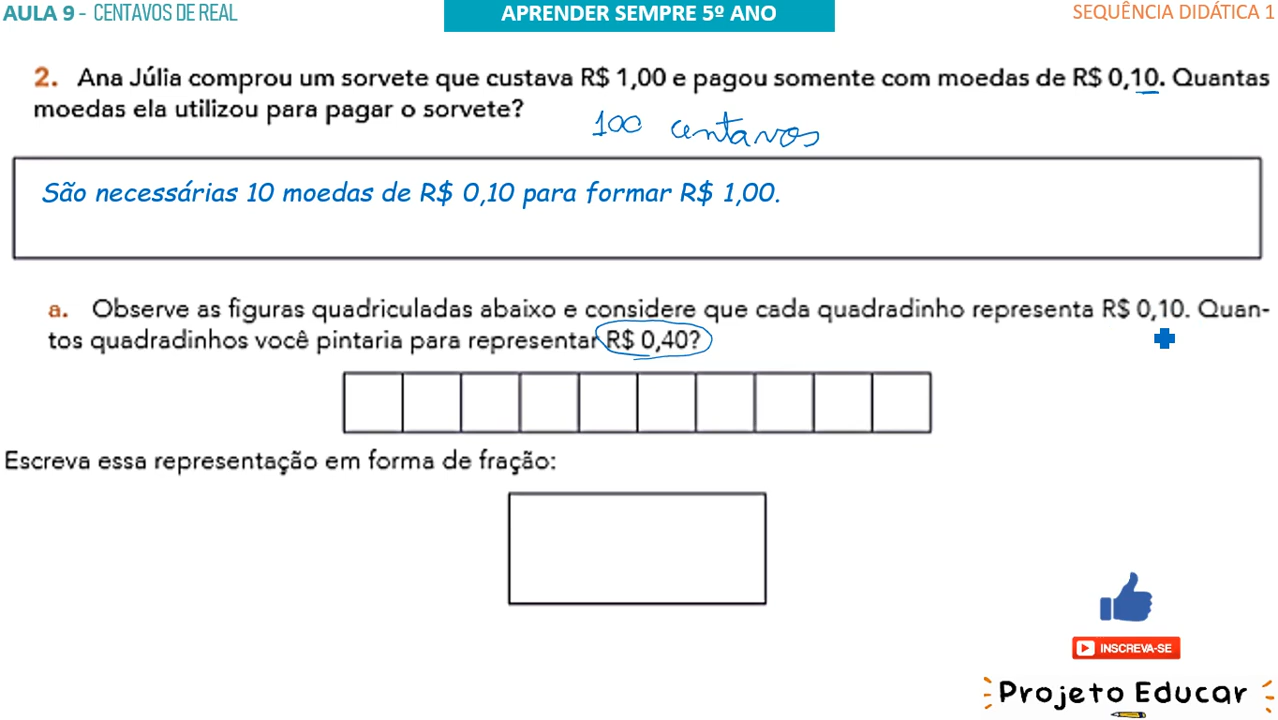 AULA 9 - CENTAVOS DE REAL
APRENDER SEMPRE 5º ANO
SEQUÊNCIA DIDÁTICA 1
2. Ana Júlia comprou um sorvete que custava R$ 1,00 e pagou somente com moedas de R$ 0,10. Quantas
moedas ela utilizou para pagar o sorvete?
100 centavos
São necessárias 10 moedas de R$ 0,10 para formar R$ 1,00.
a. Observe as figuras quadriculadas abaixo e considere que cada quadradinho representa R$ 0,10. Quan-
tos quadradinhos você pintaria para representar R$ 0,40?
Escreva essa representação em forma de fração:
INSCREVA-SE
Projeto Educar